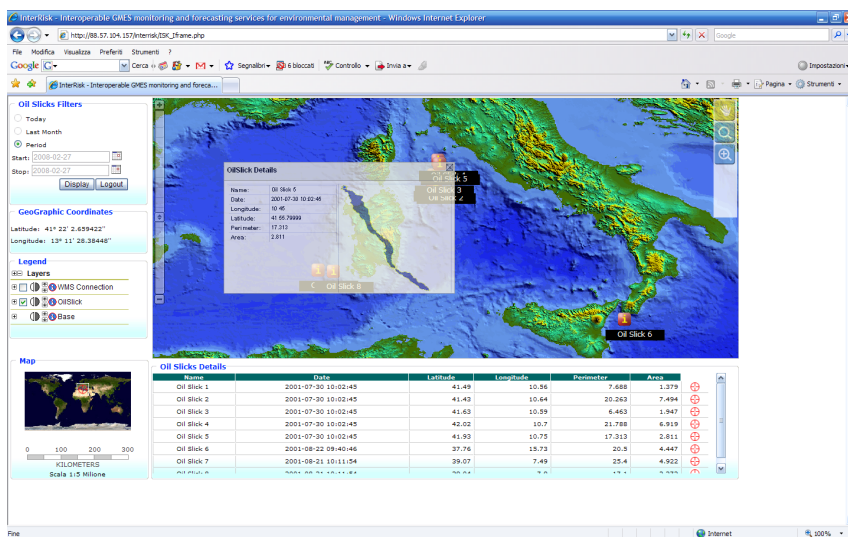 InterRisk - Interoperable GMES monitoring and forecasting services for environmental management - Windows Internet Explorer
http://88.57.104.157/interrisk/ISK_Iframe.php
Google
File Modifica Visualizza Preferiti Strumenti ?
Google G Cerca M Segnalibri 6 bloccati Controllo Invia a Impostazioni
InterRisk - Interoperable GMES monitoring and foreca... Pagina Strumenti
Oil Slicks Filters
Today
Last Month
Period
Start: 2008-02-27
Stop: 2008-02-27
Display Logout
GeoGraphic Coordinates
Latitude: 41° 22' 2.659422"
Longitude: 13° 11' 28.38448"
Legend
Layers
WMS Connection
OilSlick
Base
OilSlick Details
Name: Oil Slick 5
Date: 2001-07-30 10:02:45
Longitude:
Latitude:
Perimeter: 17.313
Area: 2.811
Oil Slick 5
Oil Slick 3
Oil Slick 2
Oil Slick 8
Oil Slick 6
Map
0 100 200 300
KILOMETERS
Scala 1:5 Milione
Oil Slicks Details
Name Date Latitude Longitude Perimeter Area
Oil Slick 1 2001-07-30 10:02:45 41.49 10.56 7.688 1.379
Oil Slick 2 2001-07-30 10:02:45 41.43 10.64 20.263 7.494
Oil Slick 3 2001-07-30 10:02:45 41.63 10.59 6.463 1.947
Oil Slick 4 2001-07-30 10:02:45 42.02 10.7 21.788 6.919
Oil Slick 5 2001-07-30 10:02:45 41.93 10.75 17.313 2.811
Oil Slick 6 2001-08-22 09:40:46 37.76 15.73 20.5 4.447
Oil Slick 7 2001-08-21 10:11:54 39.07 7.49 25.4 4.922
Fine Internet 100%